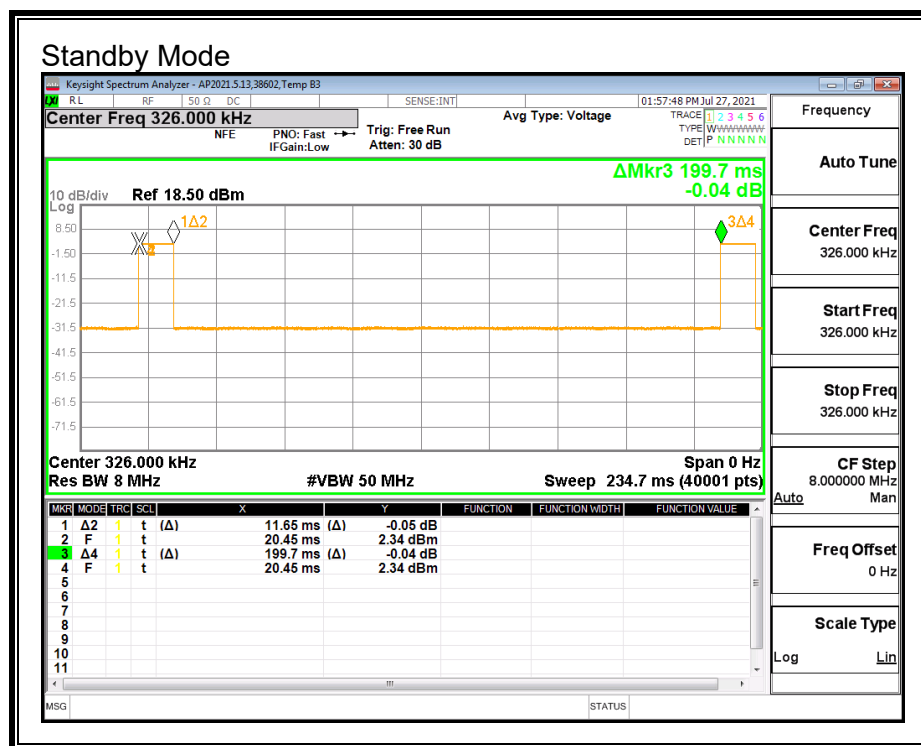 Standby Mode
Keysight Spectrum Analyzer - AP2021.5.13,38602,Temp B3
LXI RL RF 50 Ω DC SENSE:INT 01:57:48 PM Jul 27, 2021
Center Freq 326.000 kHz Avg Type: Voltage TRACE 1 2 3 4 5 6
NFE PNO: Fast Trig: Free Run TYPE WWWWWW
IFGain:Low Atten: 30 dB DET P N N N N N
ΔMkr3 199.7 ms
-0.04 dB
10 dB/div Ref 18.50 dBm
Log
1Δ2 3Δ4
8.50
-1.50
-11.5
-21.5
-31.5
-41.5
-51.5
-61.5
-71.5
Center 326.000 kHz Span 0 Hz
Res BW 8 MHz #VBW 50 MHz Sweep 234.7 ms (40001 pts)
MKR MODE TRC SCL X Y FUNCTION FUNCTION WIDTH FUNCTION VALUE
1 Δ2 1 t (Δ) 11.65 ms (Δ) -0.05 dB
2 F 1 t 20.45 ms 2.34 dBm
3 Δ4 1 t (Δ) 199.7 ms (Δ) -0.04 dB
4 F 1 t 20.45 ms 2.34 dBm
5
6
7
8
9
10
11
MSG STATUS
Frequency
Auto Tune
Center Freq
326.000 kHz
Start Freq
326.000 kHz
Stop Freq
326.000 kHz
CF Step
8.000000 MHz
Auto Man
Freq Offset
0 Hz
Scale Type
Log Lin